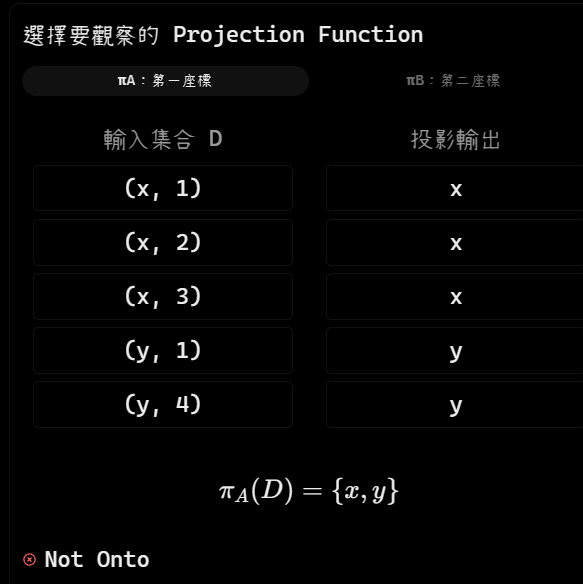 選擇要觀察的 Projection Function
πA：第一座標
πB：第二座標
輸入集合 D
投影輸出
(x, 1)
x
(x, 2)
x
(x, 3)
x
(y, 1)
y
(y, 4)
y
π_A(D) = {x, y}
Not Onto